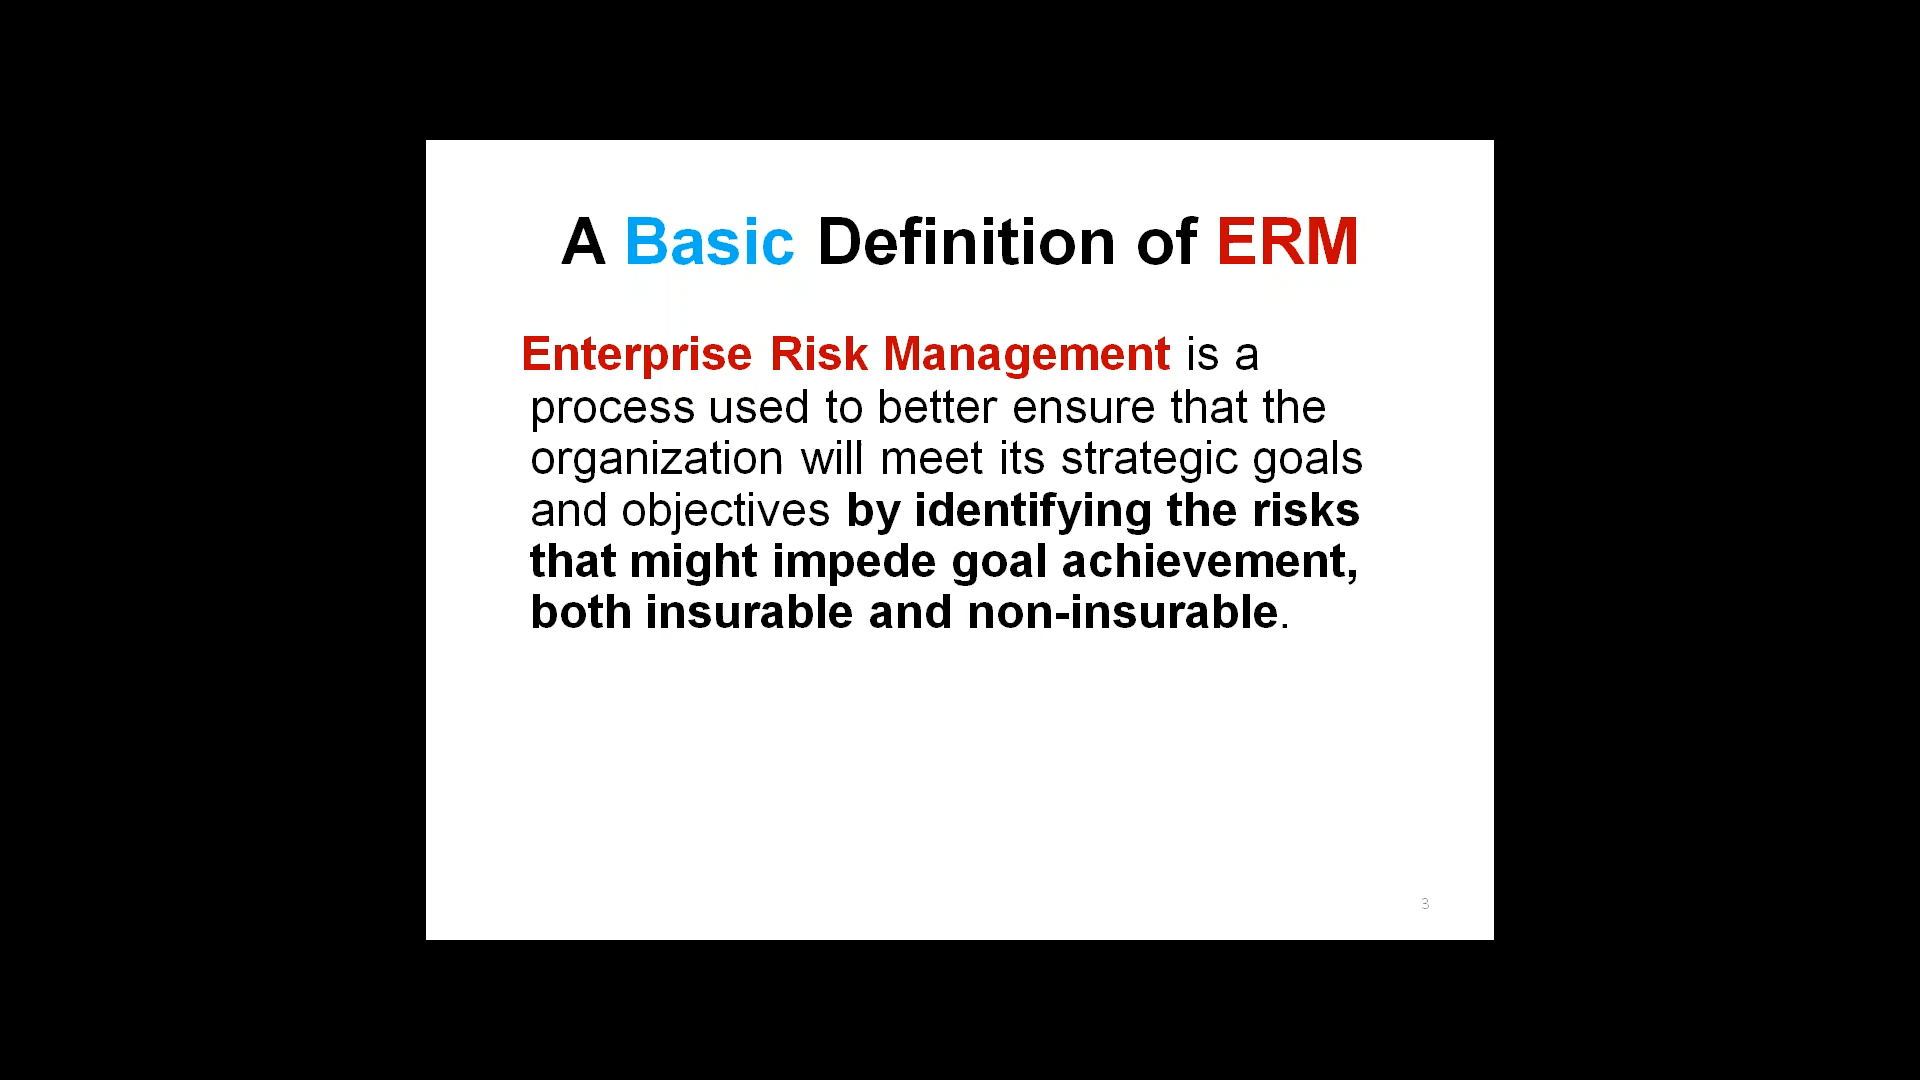 A Basic Definition of ERM
Enterprise Risk Management is a
process used to better ensure that the
organization will meet its strategic goals
and objectives by identifying the risks
that might impede goal achievement,
both insurable and non-insurable.
3